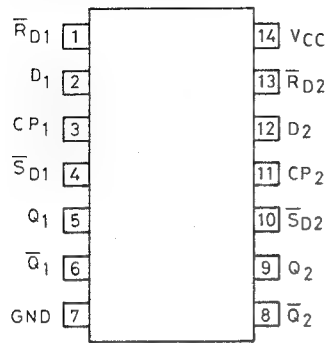 R̅D1 1 14 VCC
D1 2 13 R̅D2
CP1 3 12 D2
S̅D1 4 11 CP2
Q1 5 10 S̅D2
Q̅1 6 9 Q2
GND 7 8 Q̅2